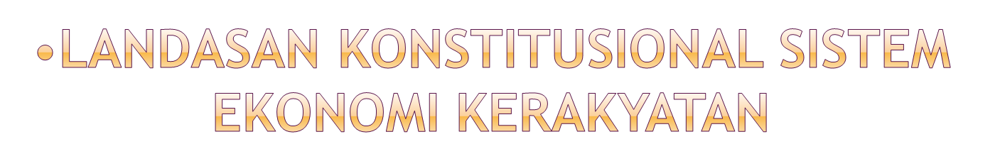 •LANDASAN KONSTITUSIONAL SISTEM
EKONOMI KERAKYATAN